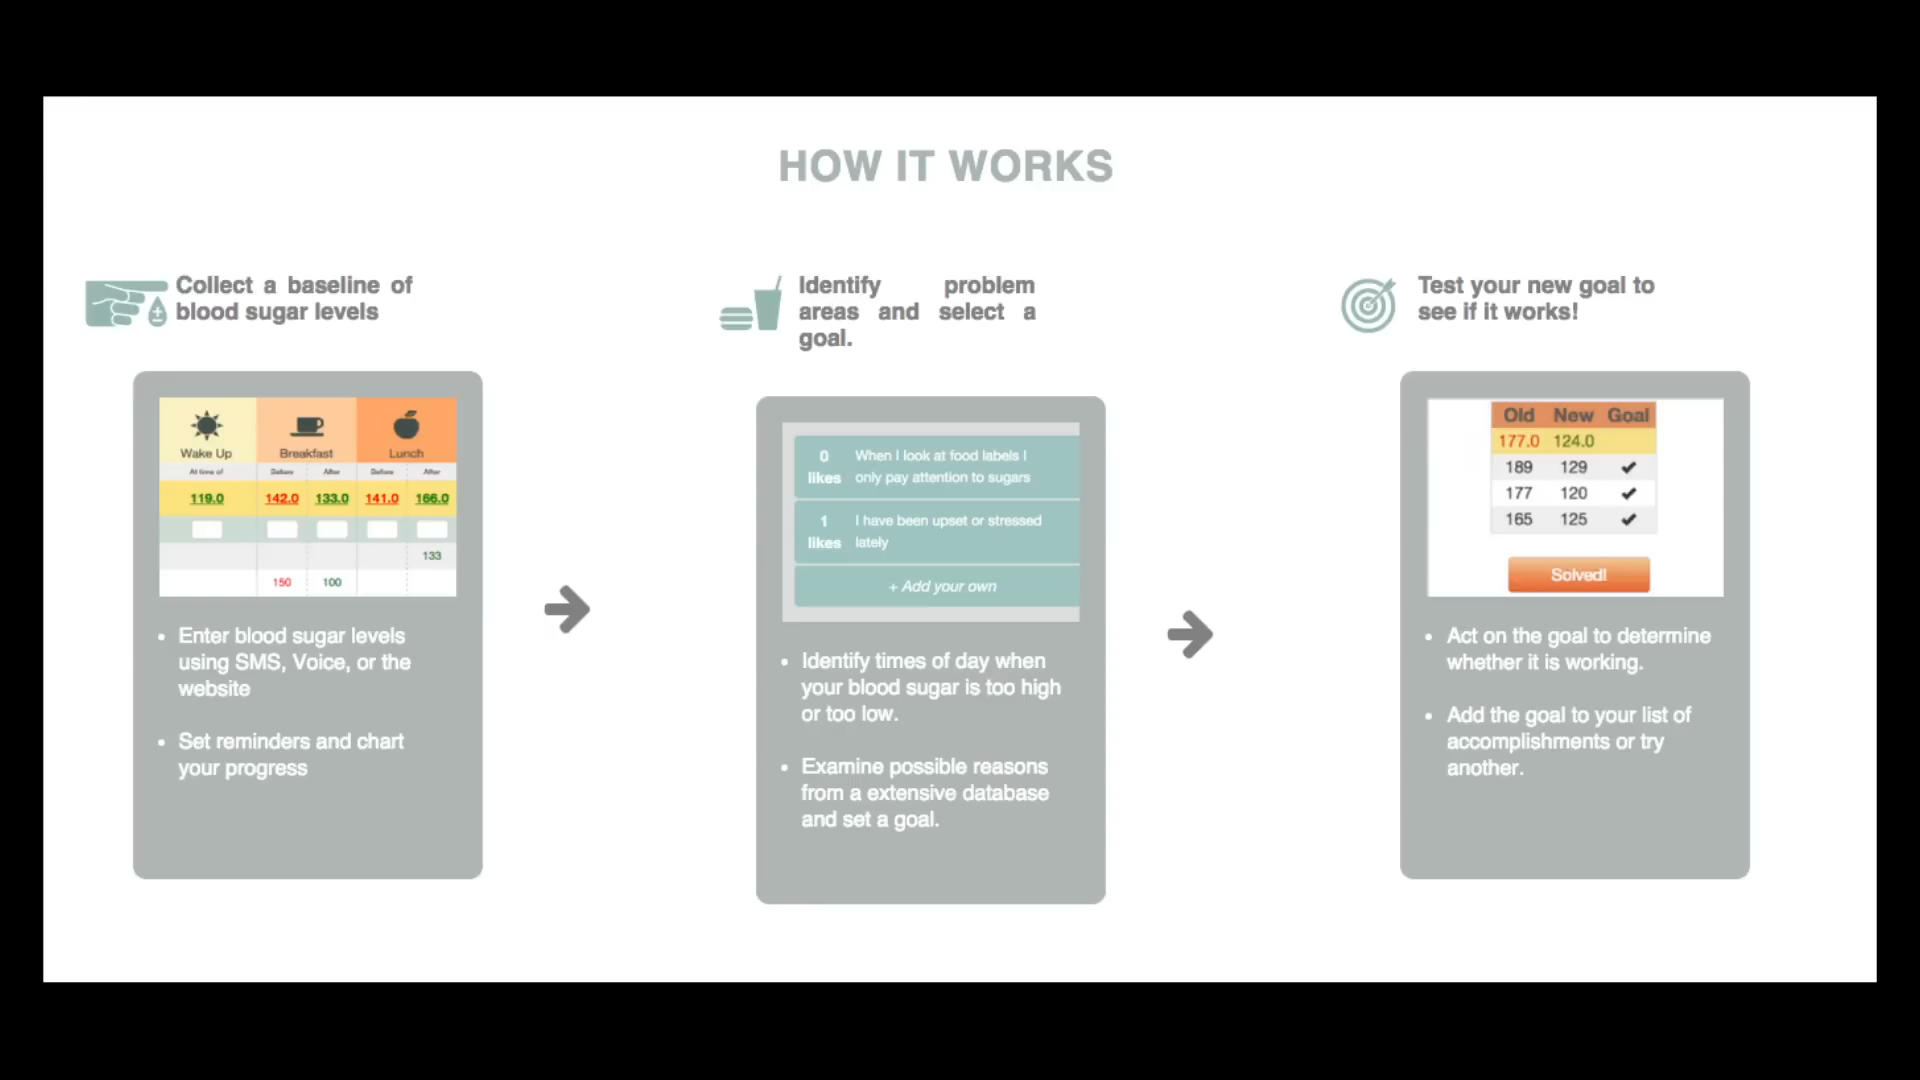 HOW IT WORKS
Collect a baseline of
blood sugar levels
Wake Up Breakfast Lunch
At time of Before After Before After
119.0 142.0 133.0 141.0 166.0
133
150 100
Enter blood sugar levels
using SMS, Voice, or the
website
Set reminders and chart
your progress
Identify problem
areas and select a
goal.
0 likes
When I look at food labels I
only pay attention to sugars
1 likes
I have been upset or stressed
lately
+ Add your own
Identify times of day when
your blood sugar is too high
or too low.
Examine possible reasons
from a extensive database
and set a goal.
Test your new goal to
see if it works!
Old New Goal
177.0 124.0
189 129 ✔
177 120 ✔
165 125 ✔
Solved!
Act on the goal to determine
whether it is working.
Add the goal to your list of
accomplishments or try
another.